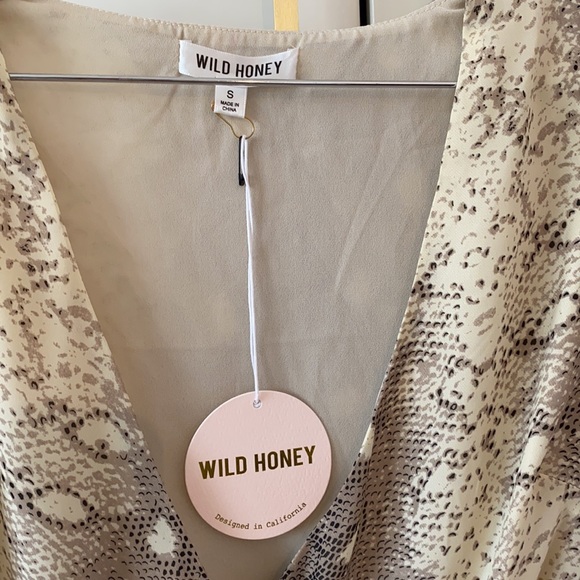 WILD HONEY
S
MADE IN
CHINA
WILD HONEY
Designed in California